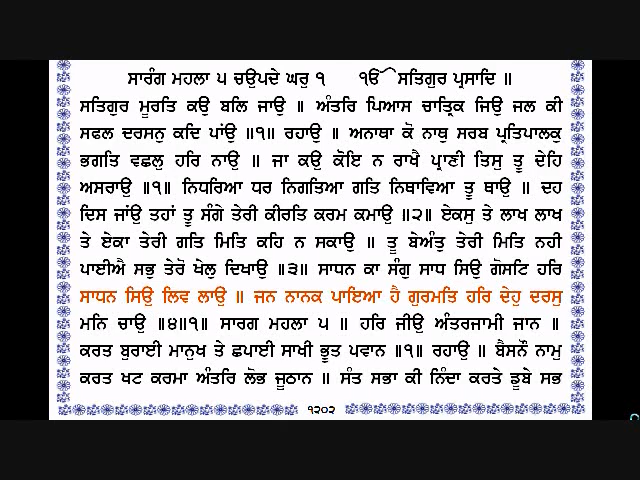 ਸਾਰੰਗ ਮਹਲਾ ੫ ਚਉਪਦੇ ਘਰੁ ੧ ੴ ਸਤਿਗੁਰ ਪ੍ਰਸਾਦਿ ॥
ਸਤਿਗੁਰ ਮੂਰਤਿ ਕਉ ਬਲਿ ਜਾਉ ॥ ਅੰਤਰਿ ਪਿਆਸ ਚਾਤ੍ਰਿਕ ਜਿਉ ਜਲ ਕੀ
ਸਫਲ ਦਰਸਨੁ ਕਦਿ ਪਾਂਉ ॥੧॥ ਰਹਾਉ ॥ ਅਨਾਥਾ ਕੋ ਨਾਥੁ ਸਰਬ ਪ੍ਰਤਿਪਾਲਕੁ
ਭਗਤਿ ਵਛਲੁ ਹਰਿ ਨਾਉ ॥ ਜਾ ਕਉ ਕੋਇ ਨ ਰਾਖੈ ਪ੍ਰਾਣੀ ਤਿਸੁ ਤੂ ਦੇਹਿ
ਅਸਰਾਉ ॥੧॥ ਨਿਧਰਿਆ ਧਰ ਨਿਗਤਿਆ ਗਤਿ ਨਿਥਾਵਿਆ ਤੂ ਥਾਉ ॥ ਦਹ
ਦਿਸ ਜਾਂਉ ਤਹਾਂ ਤੂ ਸੰਗੇ ਤੇਰੀ ਕੀਰਤਿ ਕਰਮ ਕਮਾਉ ॥੨॥ ਏਕਸੁ ਤੇ ਲਾਖ ਲਾਖ
ਤੇ ਏਕਾ ਤੇਰੀ ਗਤਿ ਮਿਤਿ ਕਹਿ ਨ ਸਕਾਉ ॥ ਤੂ ਬੇਅੰਤੁ ਤੇਰੀ ਮਿਤਿ ਨਹੀ
ਪਾਈਐ ਸਭੁ ਤੇਰੋ ਖੇਲੁ ਦਿਖਾਉ ॥੩॥ ਸਾਧਨ ਕਾ ਸੰਗੁ ਸਾਧ ਸਿਉ ਗੋਸਟਿ ਹਰਿ
ਸਾਧਨ ਸਿਉ ਲਿਵ ਲਾਉ ॥ ਜਨ ਨਾਨਕ ਪਾਇਆ ਹੈ ਗੁਰਮਤਿ ਹਰਿ ਦੇਹੁ ਦਰਸੁ
ਮਨਿ ਚਾਉ ॥੪॥੧॥ ਸਾਰਗ ਮਹਲਾ ੫ ॥ ਹਰਿ ਜੀਉ ਅੰਤਰਜਾਮੀ ਜਾਨ ॥
ਕਰਤ ਬੁਰਾਈ ਮਾਨੁਖ ਤੇ ਛਪਾਈ ਸਾਖੀ ਭੂਤ ਪਵਾਨ ॥੧॥ ਰਹਾਉ ॥ ਬੈਸਨੌ ਨਾਮੁ
ਕਰਤ ਖਟ ਕਰਮਾ ਅੰਤਰਿ ਲੋਭ ਜੂਠਾਨ ॥ ਸੰਤ ਸਭਾ ਕੀ ਨਿੰਦਾ ਕਰਤੇ ਡੂਬੇ ਸਭ
੧੨੦੨